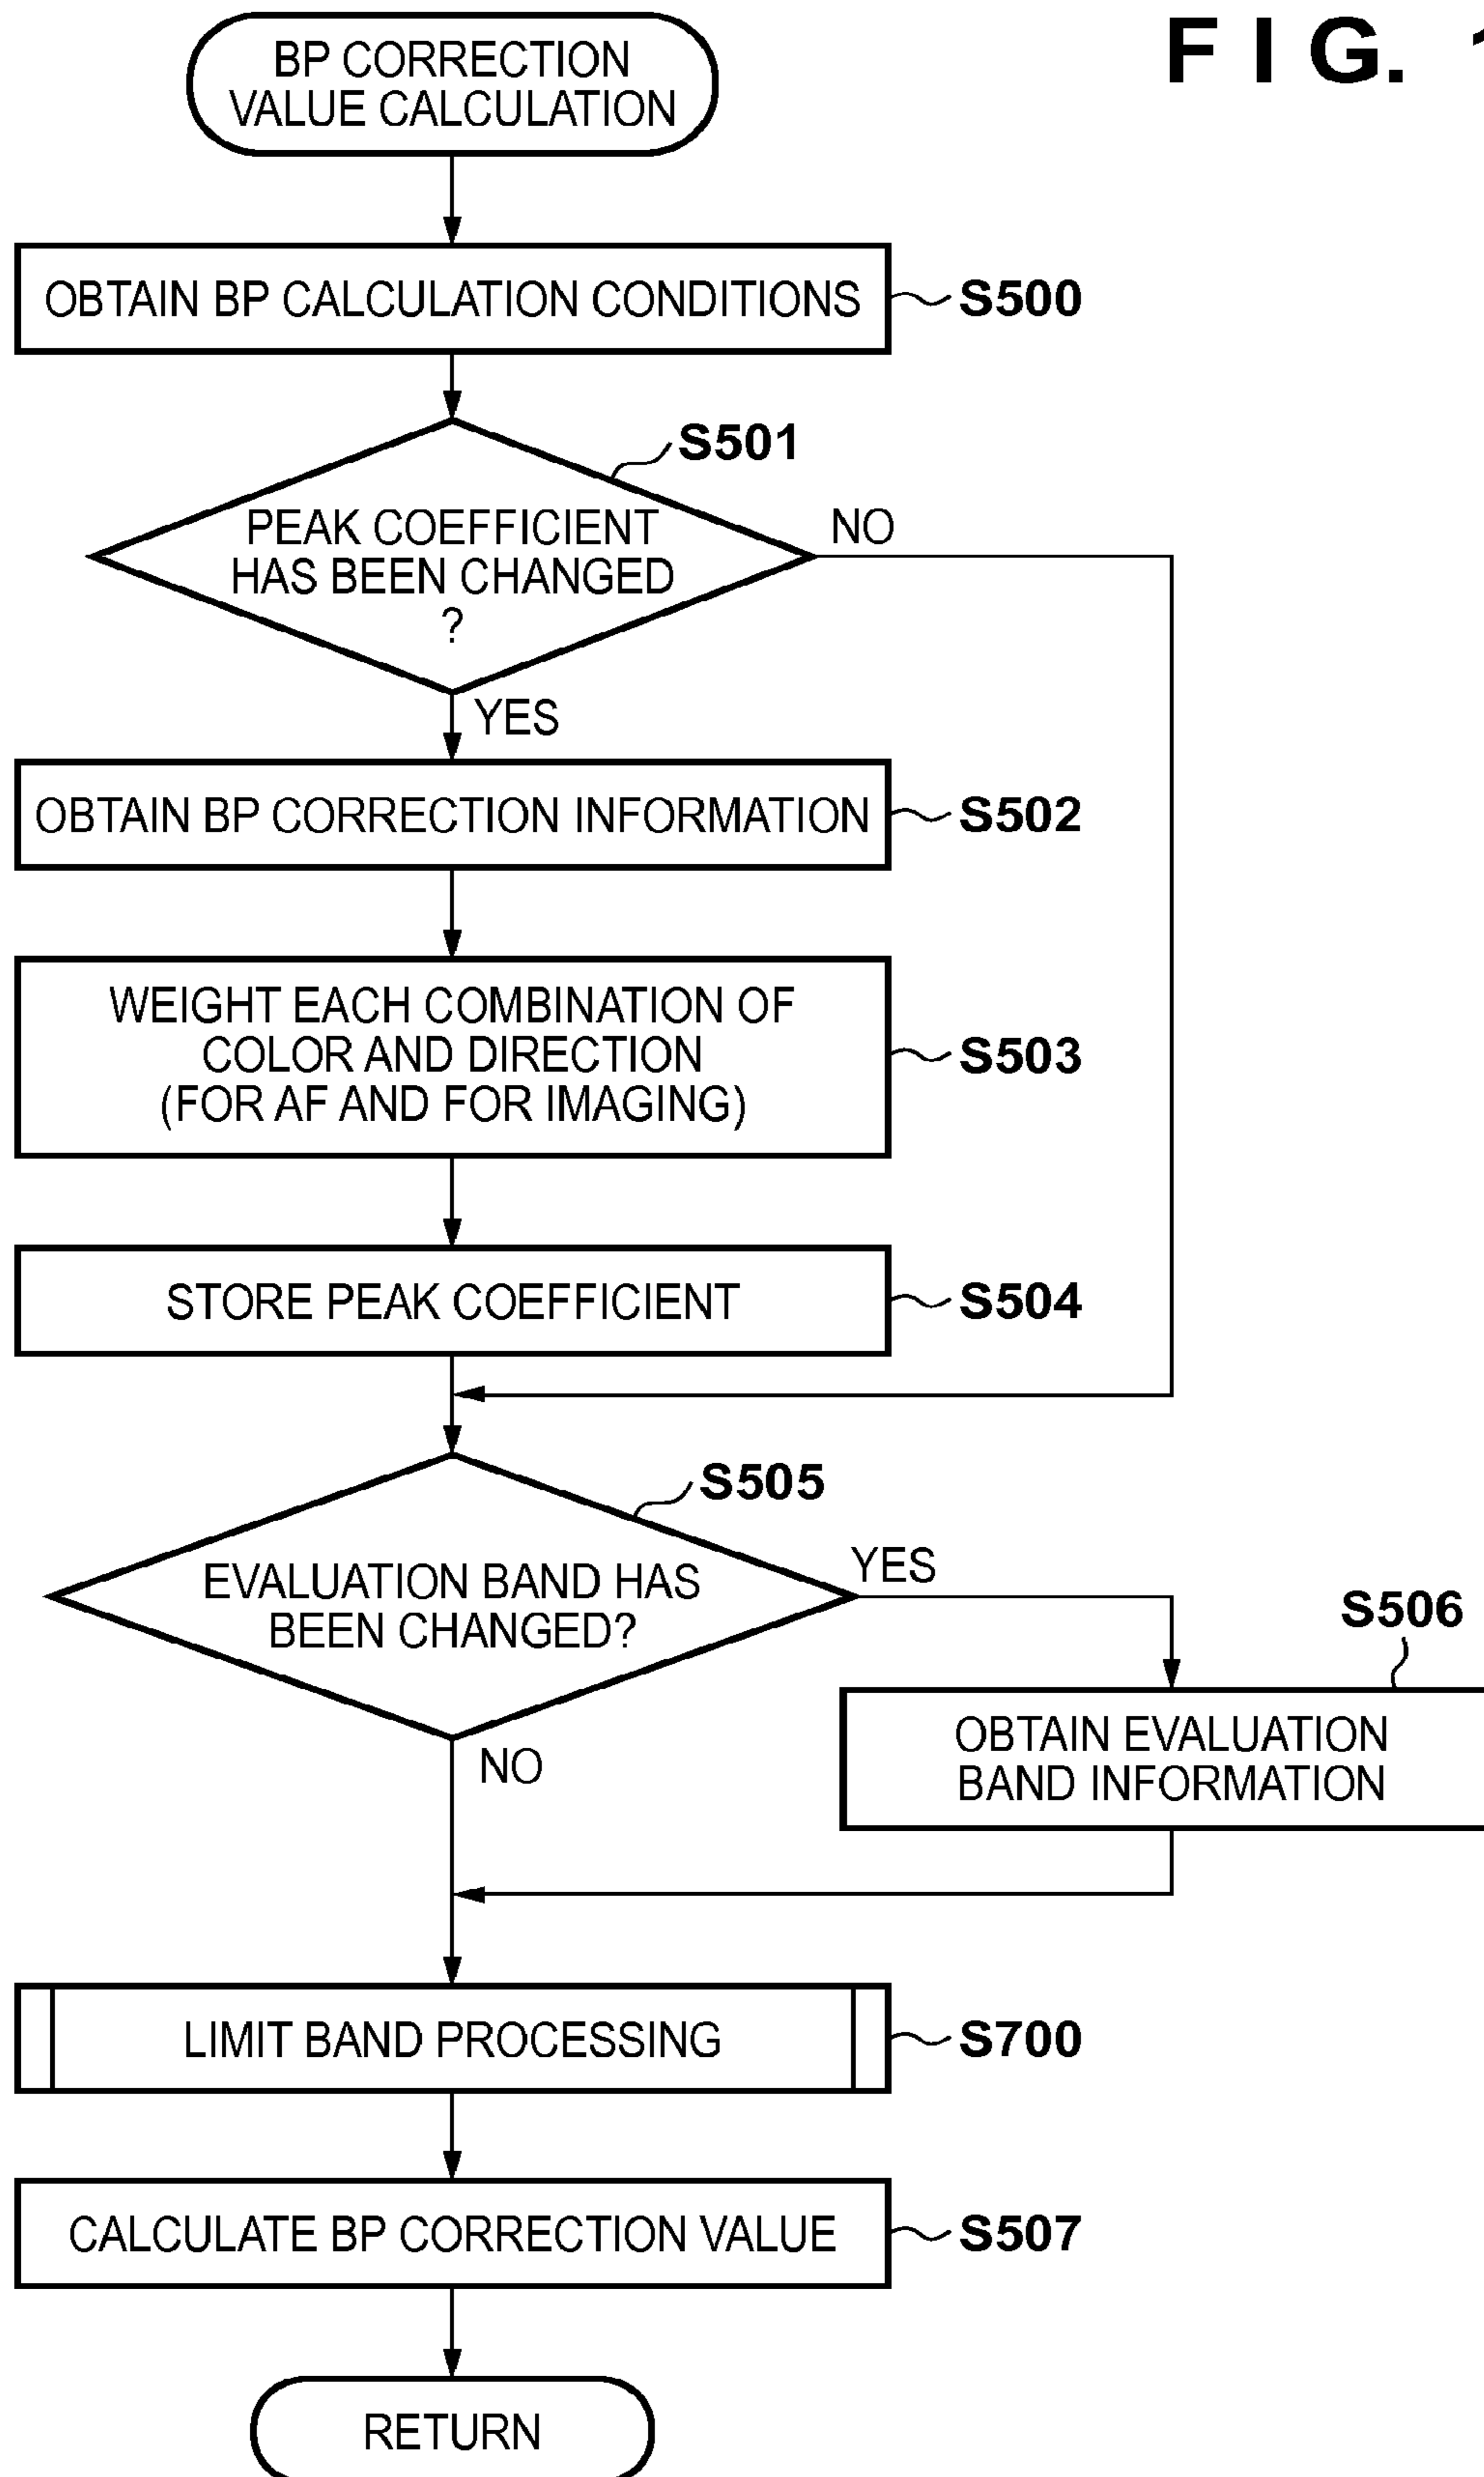 FIG. 1
BP CORRECTION
VALUE CALCULATION
OBTAIN BP CALCULATION CONDITIONS
S500
S501
PEAK COEFFICIENT
HAS BEEN CHANGED
?
NO
YES
OBTAIN BP CORRECTION INFORMATION
S502
WEIGHT EACH COMBINATION OF
COLOR AND DIRECTION
(FOR AF AND FOR IMAGING)
S503
STORE PEAK COEFFICIENT
S504
S505
EVALUATION BAND HAS
BEEN CHANGED?
YES
S506
OBTAIN EVALUATION
BAND INFORMATION
NO
LIMIT BAND PROCESSING
S700
CALCULATE BP CORRECTION VALUE
S507
RETURN